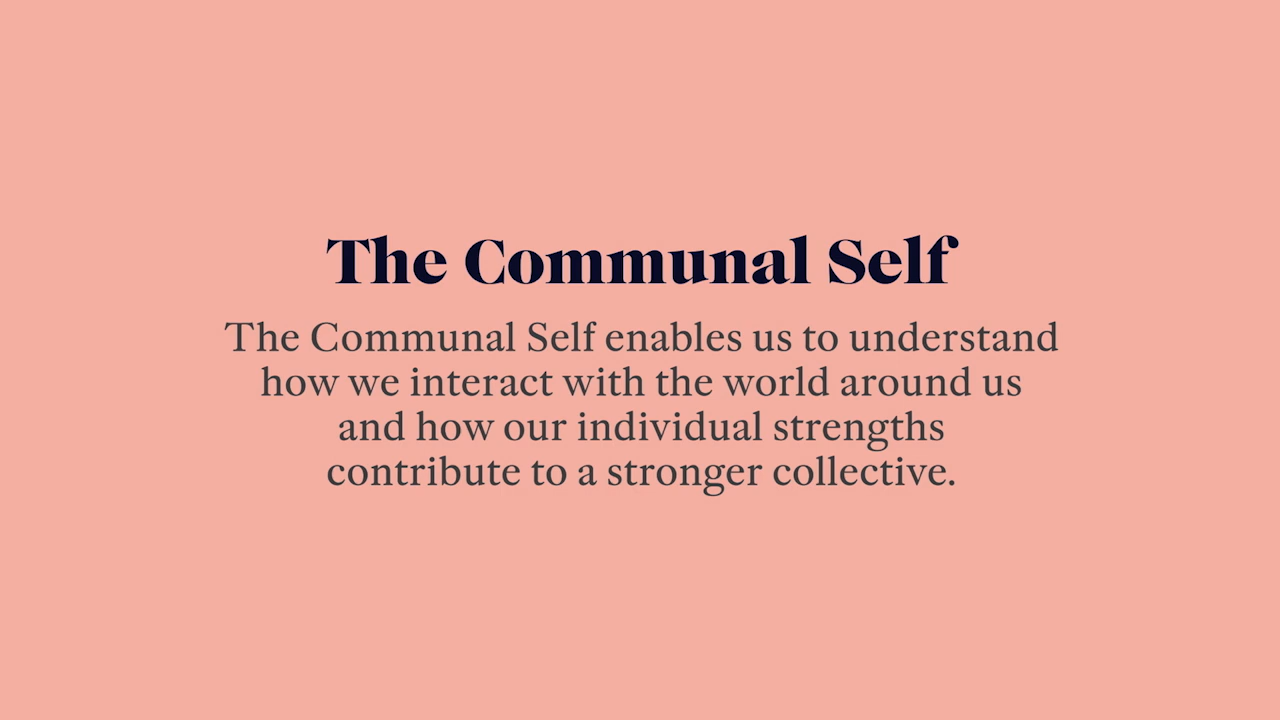 The Communal Self
The Communal Self enables us to understand
how we interact with the world around us
and how our individual strengths
contribute to a stronger collective.